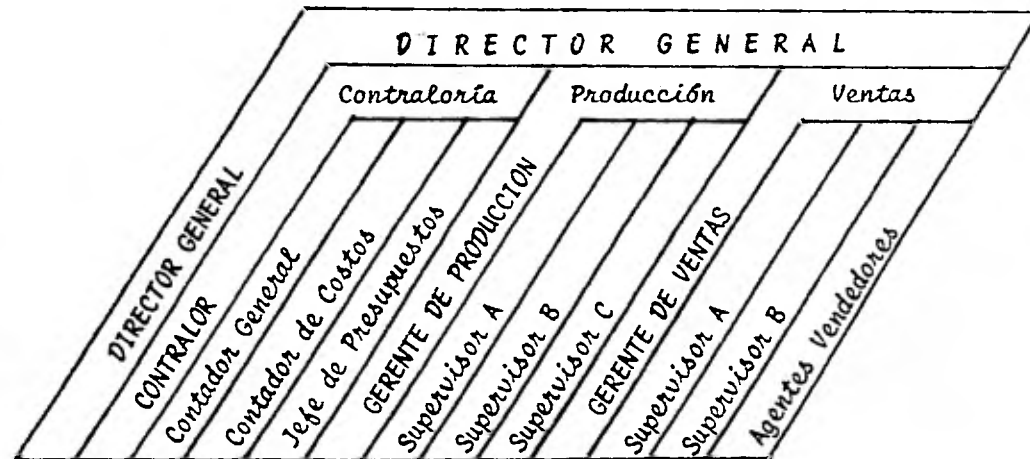 DIRECTOR GENERAL
Contraloría
Producción
Ventas
DIRECTOR GENERAL
CONTRALOR
Contador General
Contador de Costos
Jefe de Presupuestos
GERENTE DE PRODUCCION
Supervisor A
Supervisor B
Supervisor C
GERENTE DE VENTAS
Supervisor A
Supervisor B
Agentes Vendedores